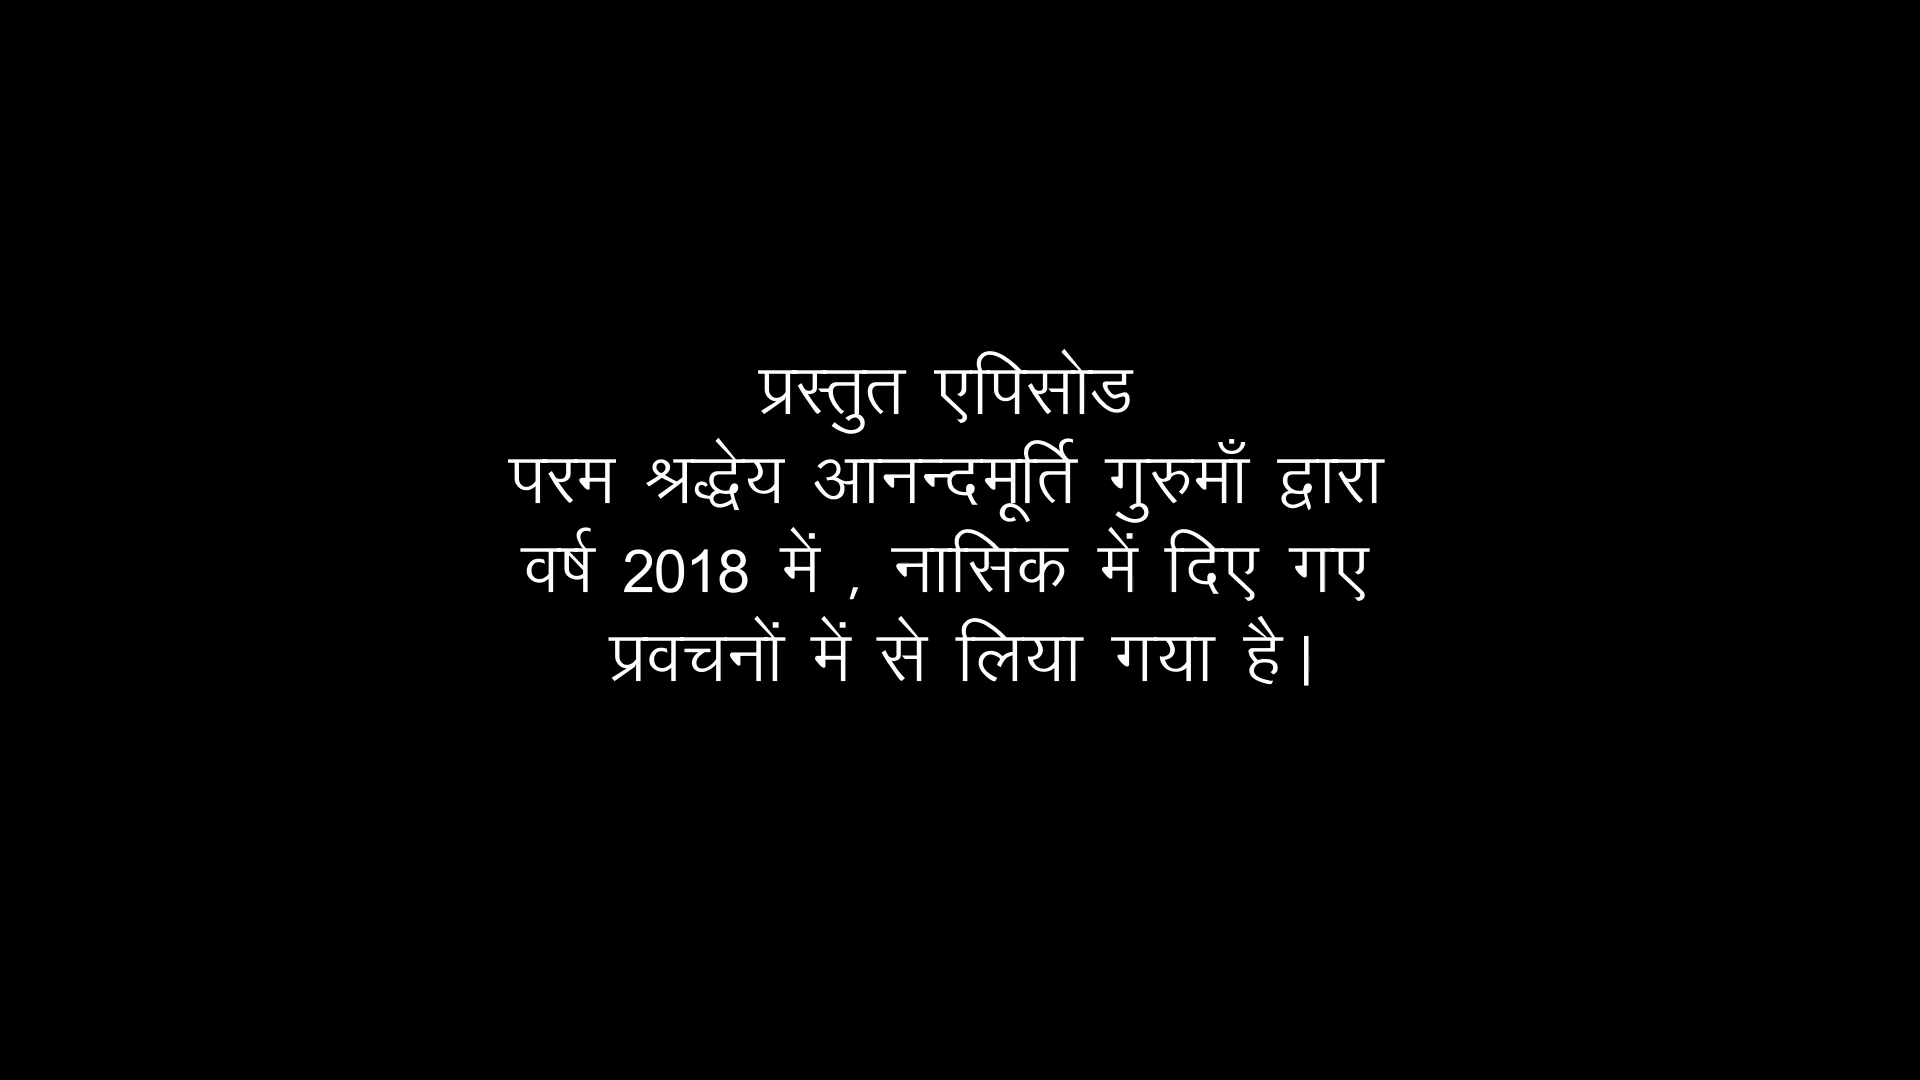 प्रस्तुत एपिसोड
परम श्रद्धेय आनन्दमूर्ति गुरुमाँ द्वारा
वर्ष 2018 में , नासिक में दिए गए
प्रवचनों में से लिया गया है।